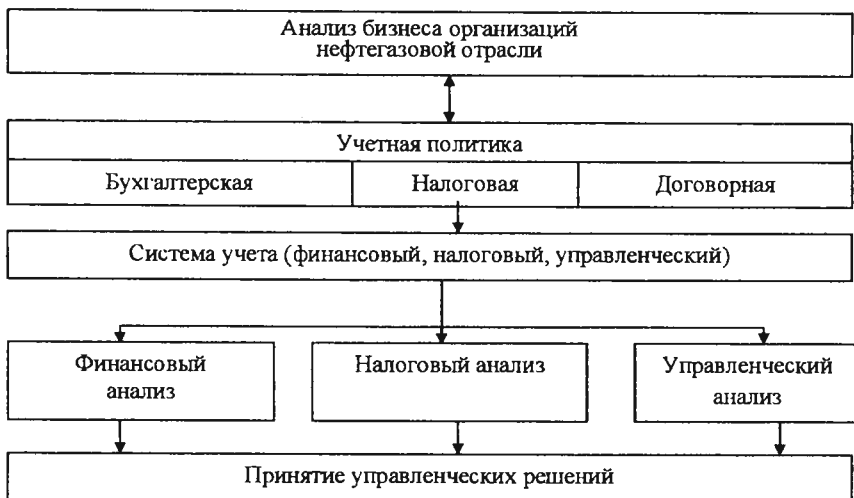 Анализ бизнеса организаций
нефтегазовой отрасли
Учетная политика
Бухгалтерская
Налоговая
Договорная
Система учета (финансовый, налоговый, управленческий)
Финансовый
анализ
Налоговый анализ
Управленческий
анализ
Принятие управленческих решений